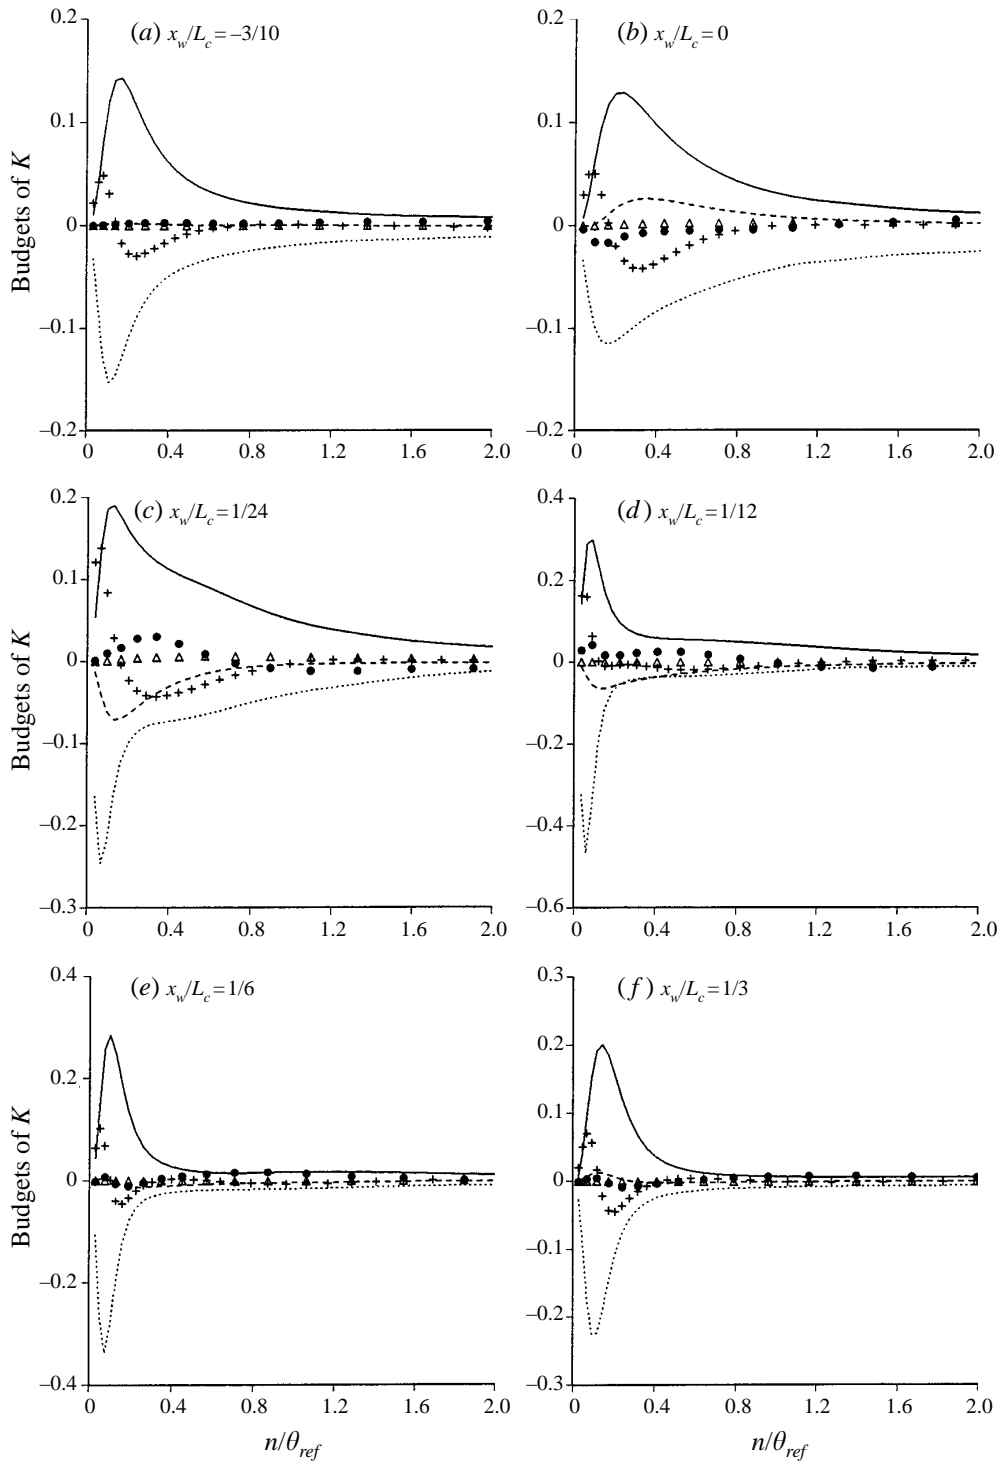 (a) x_w/L_c = –3/10
0.2
0.1
0
–0.1
–0.2
Budgets of K
0 0.4 0.8 1.2 1.6 2.0
(b) x_w/L_c = 0
0.2
0.1
0
–0.1
–0.2
0 0.4 0.8 1.2 1.6 2.0
(c) x_w/L_c = 1/24
0.2
0.1
0
–0.1
–0.2
–0.3
Budgets of K
0 0.4 0.8 1.2 1.6 2.0
(d) x_w/L_c = 1/12
0.4
0.2
0
–0.2
–0.4
–0.6
0 0.4 0.8 1.2 1.6 2.0
(e) x_w/L_c = 1/6
0.4
0.2
0
–0.2
–0.4
Budgets of K
0 0.4 0.8 1.2 1.6 2.0
n/θ_ref
(f) x_w/L_c = 1/3
0.3
0.2
0.1
0
–0.1
–0.2
–0.3
0 0.4 0.8 1.2 1.6 2.0
n/θ_ref